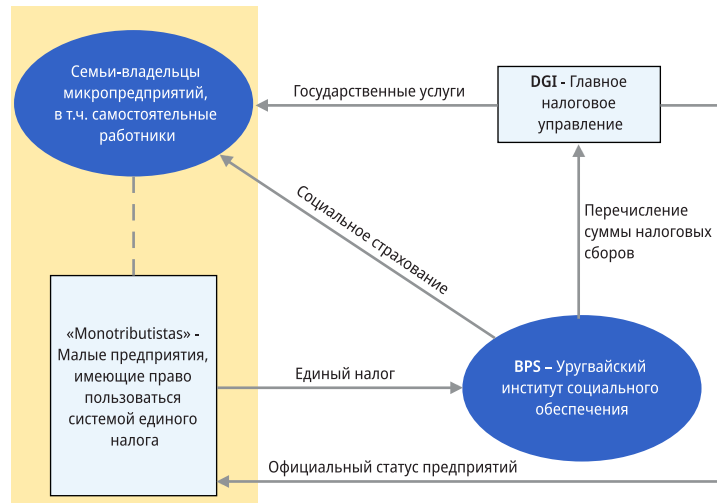 Семьи-владельцы
микропредприятий,
в т.ч. самостоятельные
работники
Государственные услуги
DGI - Главное
налоговое
управление
Социальное страхование
Перечисление
суммы налоговых
сборов
«Monotributistas» -
Малые предприятия,
имеющие право
пользоваться
системой единого
налога
Единый налог
BPS – Уругвайский
институт социального
обеспечения
Официальный статус предприятий